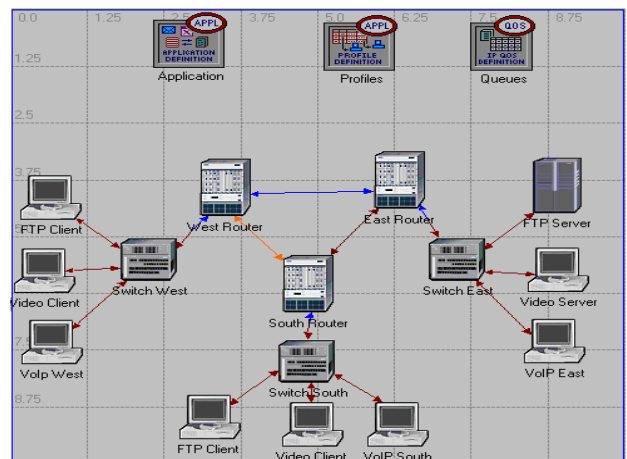 0.0 1.25 2.5 3.75 5.0 6.25 7.5 8.75
APPL APPL QOS
APPLICATION DEFINITION
PROFILE DEFINITION
IP QOS DEFINITION
Application Profiles Queues
1.25
2.5
3.75
FTP Client
West Router
East Router
FTP Server
Video Client
Switch West
Switch East
Video Server
South Router
VoIp West
VoIP East
7.
Switch South
8.75
FTP Client
Video Client
VoIP South